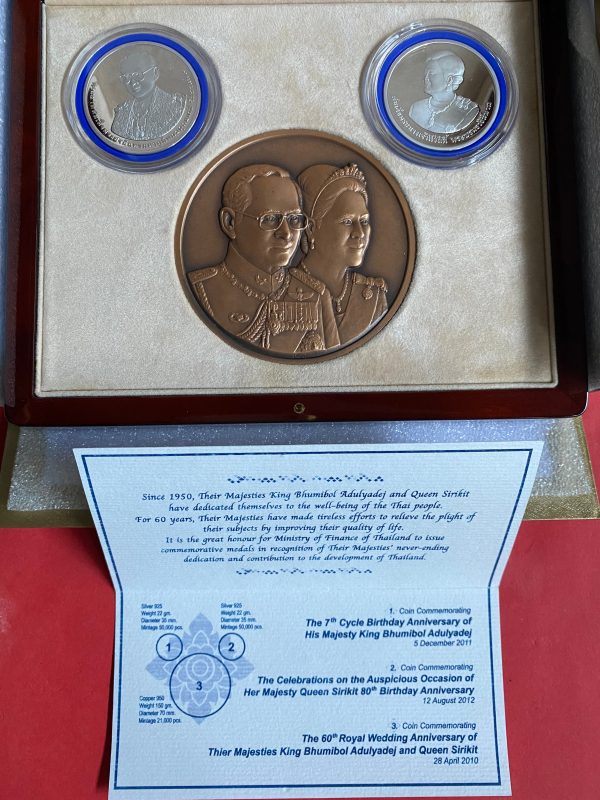 Since 1950, Their Majesties King Bhumibol Adulyadej and Queen Sirikit
have dedicated themselves to the well-being of the Thai people.
For 60 years, Their Majesties have made tireless efforts to relieve the plight of
their subjects by improving their quality of life.
It is the great honour for Ministry of Finance of Thailand to issue
commemorative medals in recognition of Their Majesties' never-ending
dedication and contribution to the development of Thailand.
Silver 925
Weight 22 gm.
Diameter 35 mm.
Mintage 50,000 pcs.
Silver 925
Weight 22 gm.
Diameter 35 mm.
Mintage 50,000 pcs.
1
2
3
Copper 950
Weight 150 gm.
Diameter 70 mm.
Mintage 21,000 pcs.
1. Coin Commemorating
The 7th Cycle Birthday Anniversary of
His Majesty King Bhumibol Adulyadej
5 December 2011
2. Coin Commemorating
The Celebrations on the Auspicious Occasion of
Her Majesty Queen Sirikit 80th Birthday Anniversary
12 August 2012
3. Coin Commemorating
The 60th Royal Wedding Anniversary of
Thier Majesties King Bhumibol Adulyadej and Queen Sirikit
28 April 2010